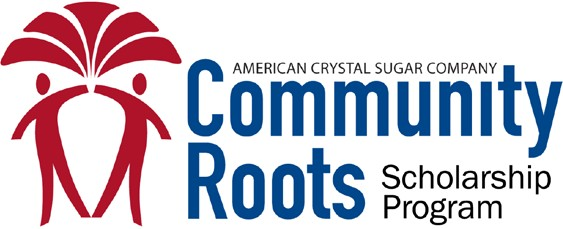 AMERICAN CRYSTAL SUGAR COMPANY
Community
Roots Scholarship
Program